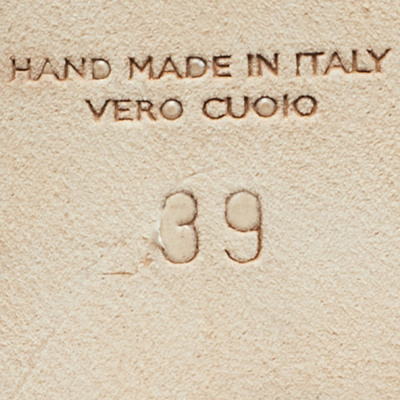 HAND MADE IN ITALY
VERO CUOIO
39